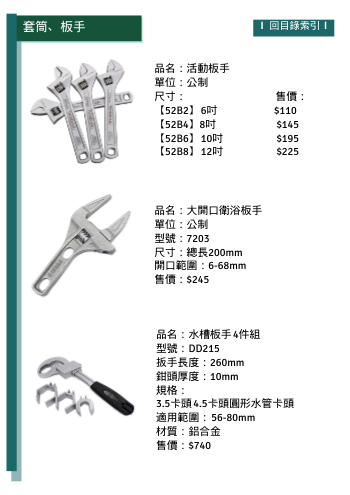 套筒、板手
I 回目錄索引 I
品名：活動板手
單位：公制
尺寸： 售價：
【52B2】6吋 $110
【52B4】8吋 $145
【52B6】10吋 $195
【52B8】12吋 $225
品名：大開口衛浴板手
單位：公制
型號：7203
尺寸：總長200mm
開口範圍：6-68mm
售價：$245
品名：水槽板手4件組
型號：DD215
扳手長度：260mm
鉗頭厚度：10mm
規格：
3.5卡頭4.5卡頭圓形水管卡頭
適用範圍：56-80mm
材質：鋁合金
售價：$740